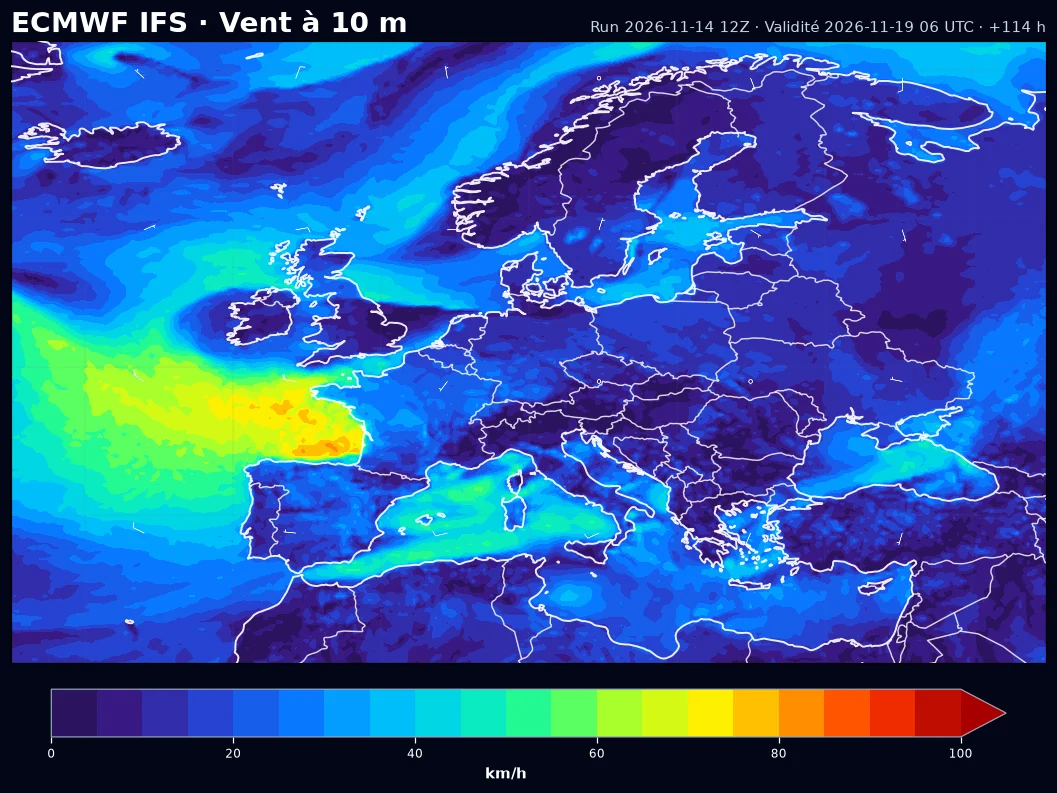 ECMWF IFS · Vent à 10 m
Run 2026-11-14 12Z · Validité 2026-11-19 06 UTC · +114 h
0 20 40 60 80 100
km/h